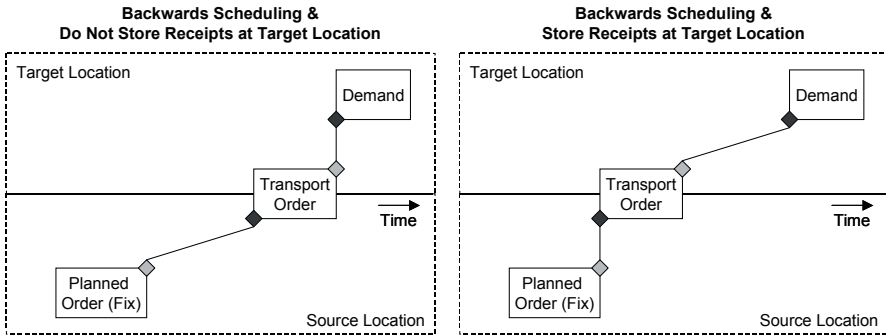 Backwards Scheduling &
Do Not Store Receipts at Target Location
Target Location
Demand
Transport
Order
Time
Planned
Order (Fix)
Source Location
Backwards Scheduling &
Store Receipts at Target Location
Target Location
Demand
Transport
Order
Time
Planned
Order (Fix)
Source Location